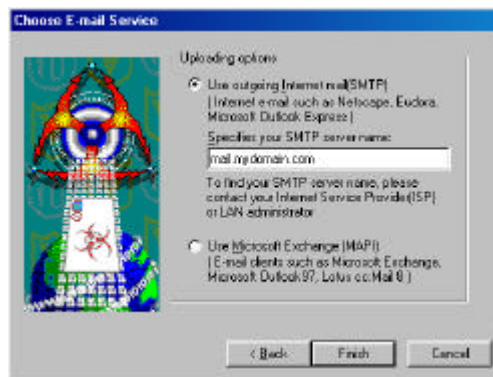 Choose E-mail Service
Uploading options
Use outgoing Internet mail(SMTP)
( Internet e-mail such as Netscape, Eudora,
Microsoft Outlook Express )
Specifies your SMTP server name:
mail.mydomain.com
To find your SMTP server name, please
contact your Internet Service Provider(ISP)
or LAN administrator
Use Microsoft Exchange (MAPI)
( E-mail clients such as Microsoft Exchange,
Microsoft Outlook97, Lotus cc:Mail 8 )
< Back
Finish
Cancel